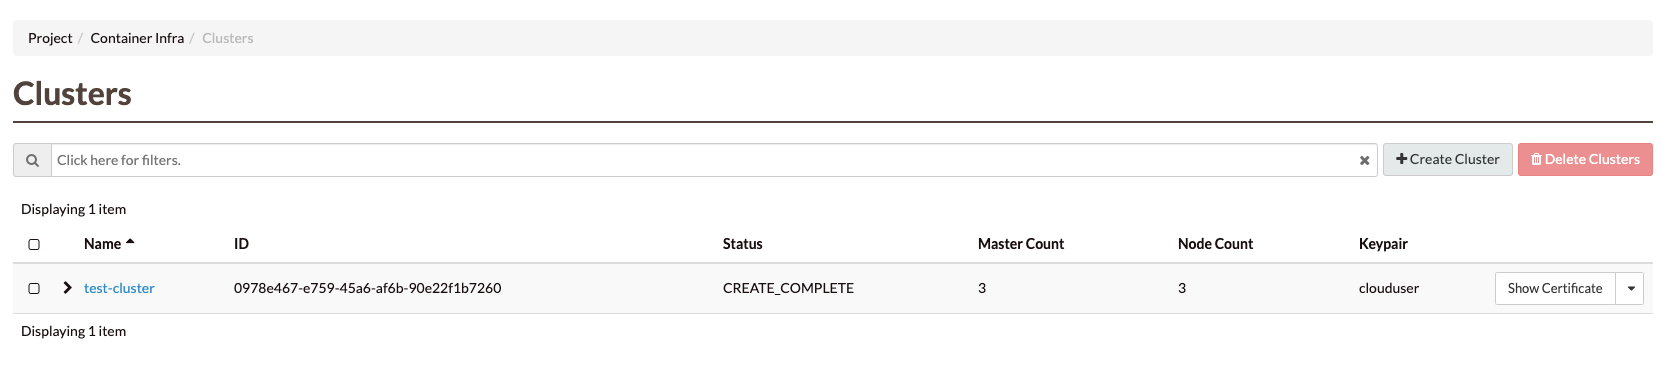 Project / Container Infra / Clusters
Clusters
Click here for filters. Create Cluster Delete Clusters
Displaying 1 item
Name ID Status Master Count Node Count Keypair
test-cluster 0978e467-e759-45a6-af6b-90e22f1b7260 CREATE_COMPLETE 3 3 clouduser Show Certificate
Displaying 1 item